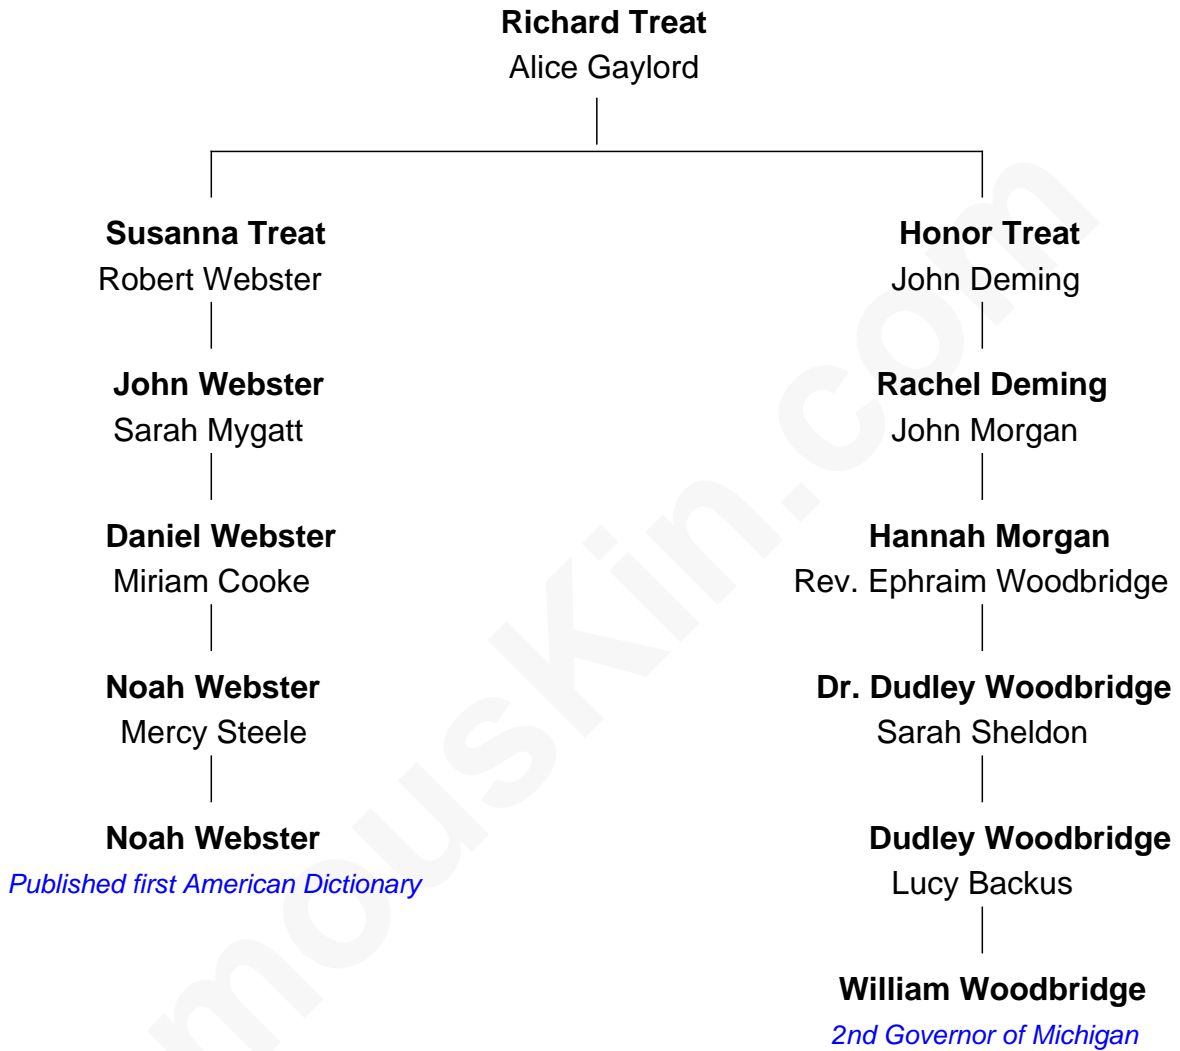 Richard Treat
Alice Gaylord
Susanna Treat
Robert Webster
Honor Treat
John Deming
John Webster
Sarah Mygatt
Rachel Deming
John Morgan
Daniel Webster
Miriam Cooke
Hannah Morgan
Rev. Ephraim Woodbridge
Noah Webster
Mercy Steele
Dr. Dudley Woodbridge
Sarah Sheldon
Noah Webster
Published first American Dictionary
Dudley Woodbridge
Lucy Backus
William Woodbridge
2nd Governor of Michigan
mouskin.com